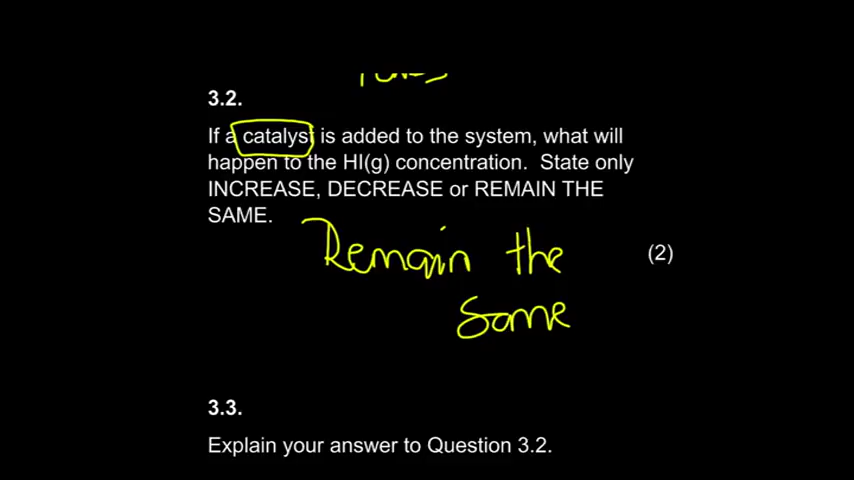 3.2.
If a catalyst is added to the system, what will
happen to the HI(g) concentration. State only
INCREASE, DECREASE or REMAIN THE
SAME.
Remain the
(2)
same
3.3.
Explain your answer to Question 3.2.